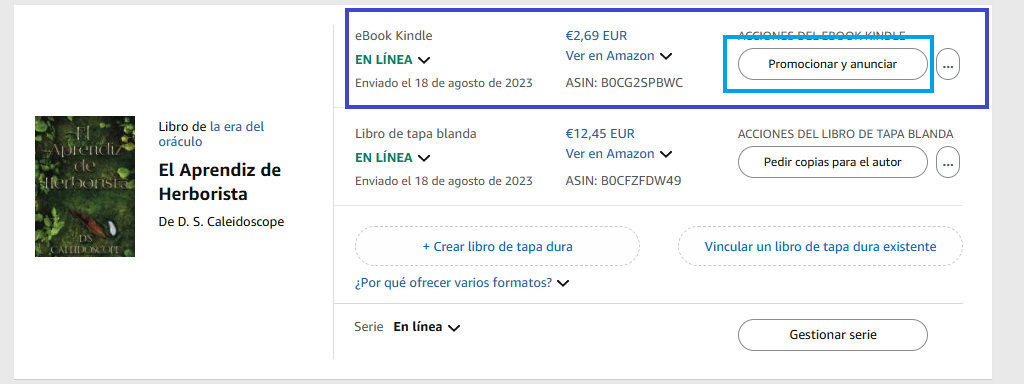 El
Aprendiz
de
Herborista
D.S.
CALEIDOSCOPE
Libro de la era del
oráculo
El Aprendiz de
Herborista
De D. S. Caleidoscope
eBook Kindle
EN LÍNEA
Enviado el 18 de agosto de 2023
€2,69 EUR
Ver en Amazon
ASIN: B0CG2SPBWC
ACCIONES DEL EBOOK KINDLE
Promocionar y anunciar
...
Libro de tapa blanda
EN LÍNEA
Enviado el 18 de agosto de 2023
€12,45 EUR
Ver en Amazon
ASIN: B0CFZFDW49
ACCIONES DEL LIBRO DE TAPA BLANDA
Pedir copias para el autor
...
+ Crear libro de tapa dura
Vincular un libro de tapa dura existente
¿Por qué ofrecer varios formatos?
Serie En línea
Gestionar serie